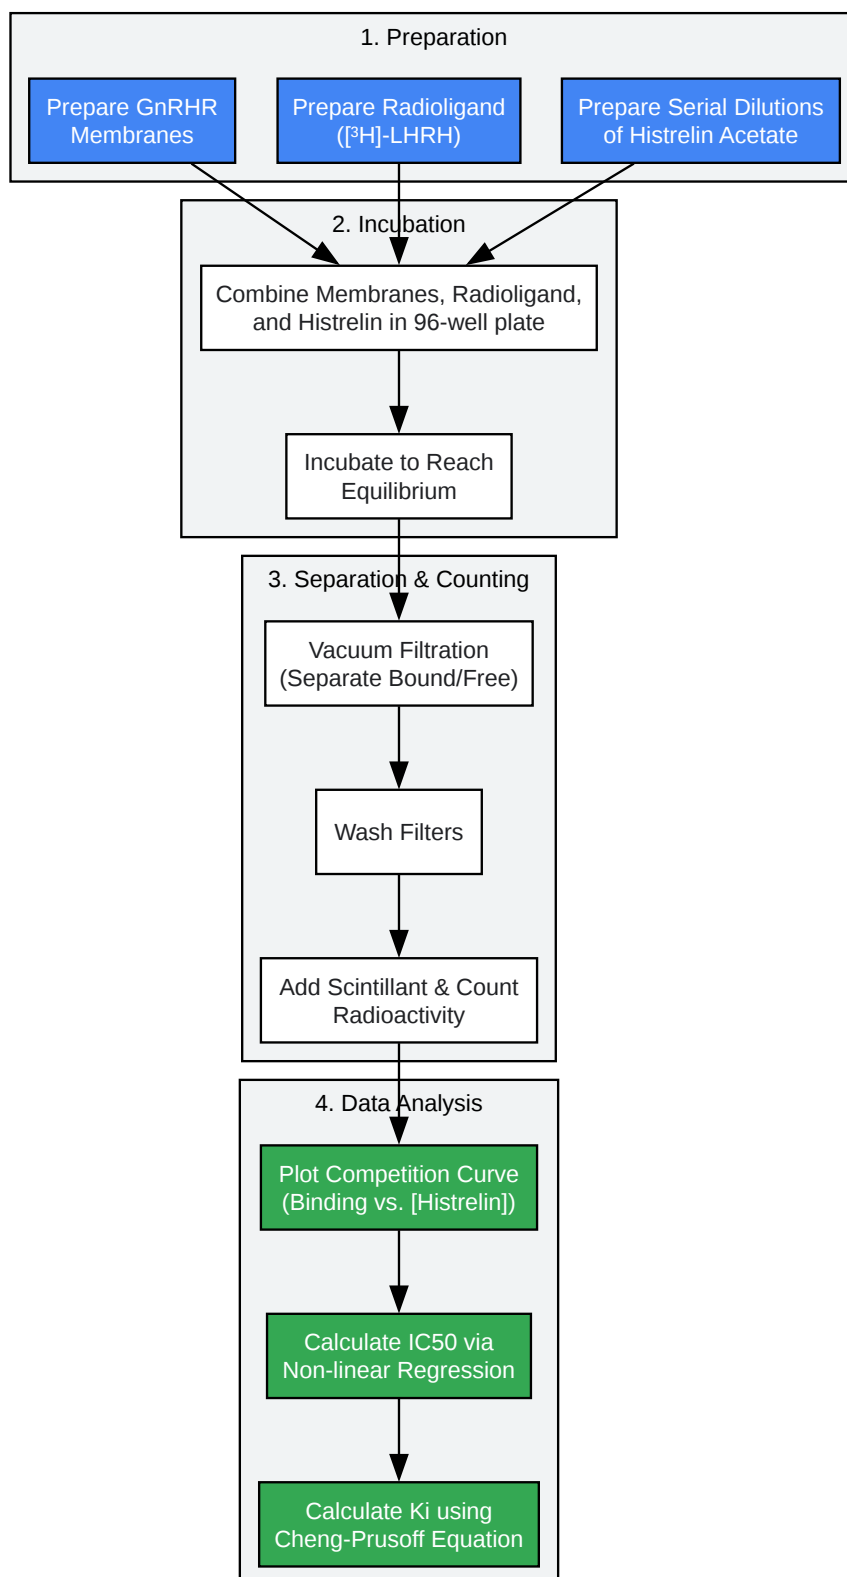 1. Preparation
Prepare GnRHR
Membranes
Prepare Radioligand
([³H]-LHRH)
Prepare Serial Dilutions
of Histrelin Acetate
2. Incubation
Combine Membranes, Radioligand,
and Histrelin in 96-well plate
Incubate to Reach
Equilibrium
3. Separation & Counting
Vacuum Filtration
(Separate Bound/Free)
Wash Filters
Add Scintillant & Count
Radioactivity
4. Data Analysis
Plot Competition Curve
(Binding vs. [Histrelin])
Calculate IC50 via
Non-linear Regression
Calculate Ki using
Cheng-Prusoff Equation